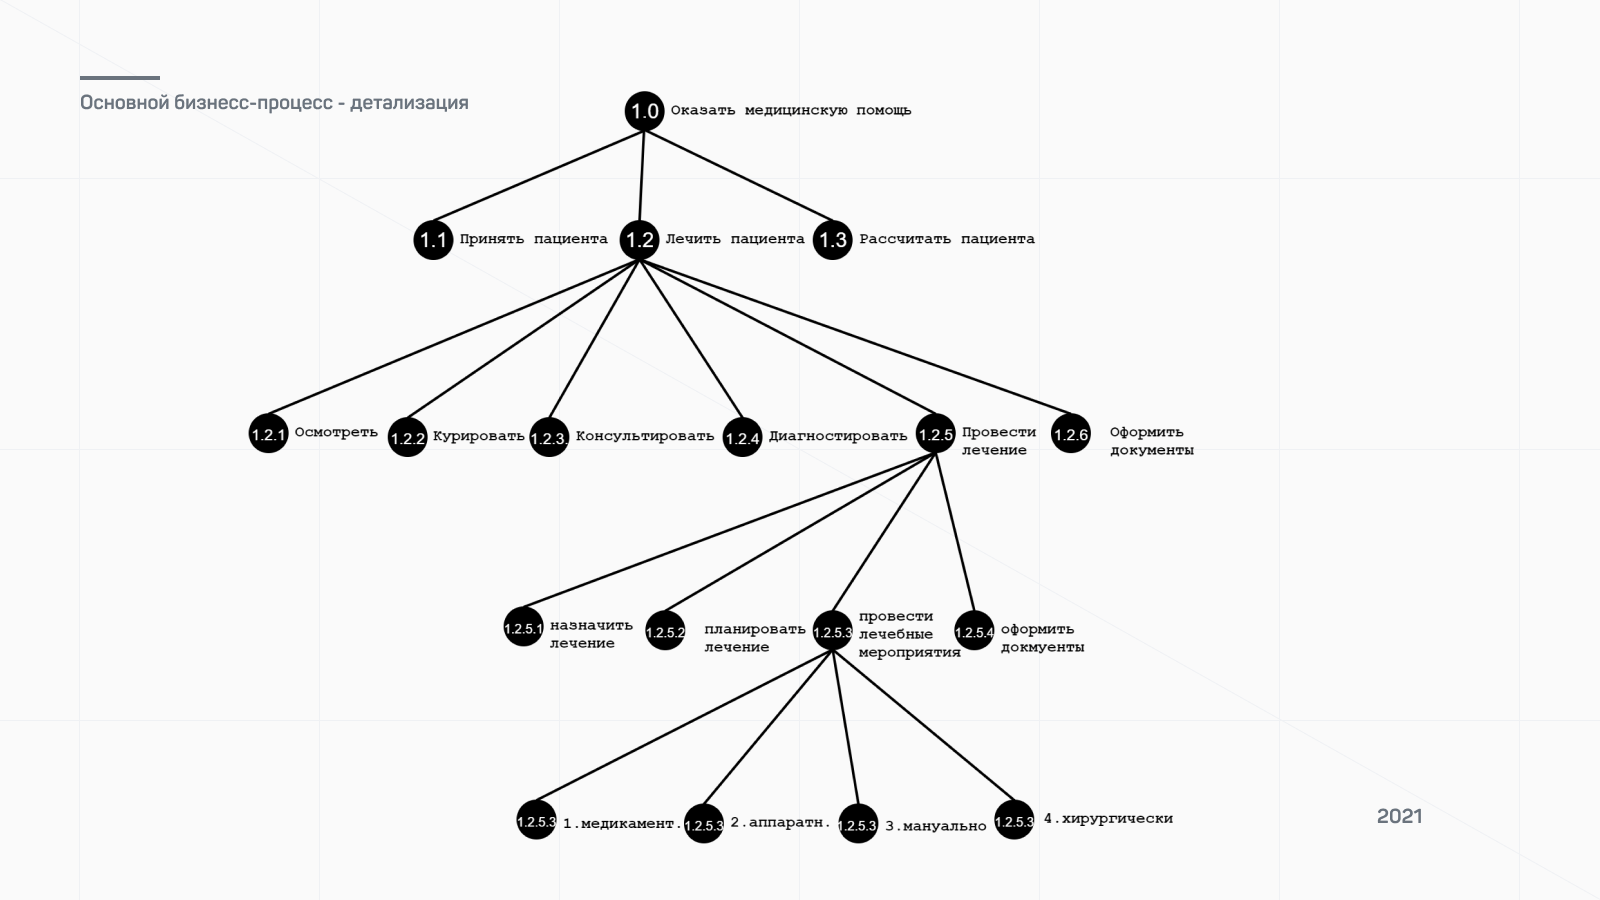 Основной бизнесс-процесс - детализация
1.0 Оказать медицинскую помощь
1.1 Принять пациента
1.2 Лечить пациента
1.3 Рассчитать пациента
1.2.1 Осмотреть
1.2.2 Курировать
1.2.3. Консультировать
1.2.4 Диагностировать
1.2.5 Провести
лечение
1.2.6 Оформить
документы
1.2.5.1 назначить
лечение
1.2.5.2 планировать
лечение
1.2.5.3 провести
лечебные
мероприятия
1.2.5.4 оформить
докмуенты
1.2.5.3 1.медикамент.
1.2.5.3 2.аппаратн.
1.2.5.3 3.мануально
1.2.5.3 4.хирургически
2021